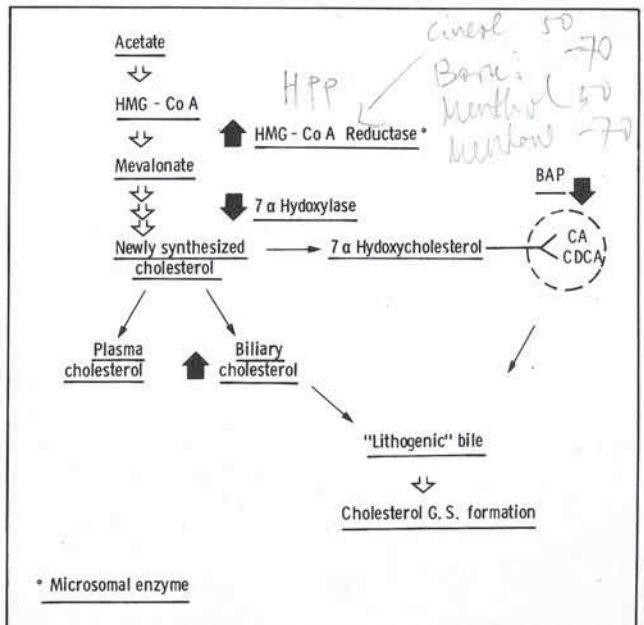 Acetate
HMG - Co A
Mevalonate
Newly synthesized
cholesterol
HPP
cineol 50
-70
Menthol 50
-70
HMG - Co A Reductase°
7 α Hydoxylase
7 α Hydoxycholesterol
BAP
CA
CDCA
Plasma
cholesterol
Biliary
cholesterol
"Lithogenic" bile
Cholesterol G. S. formation
° Microsomal enzyme